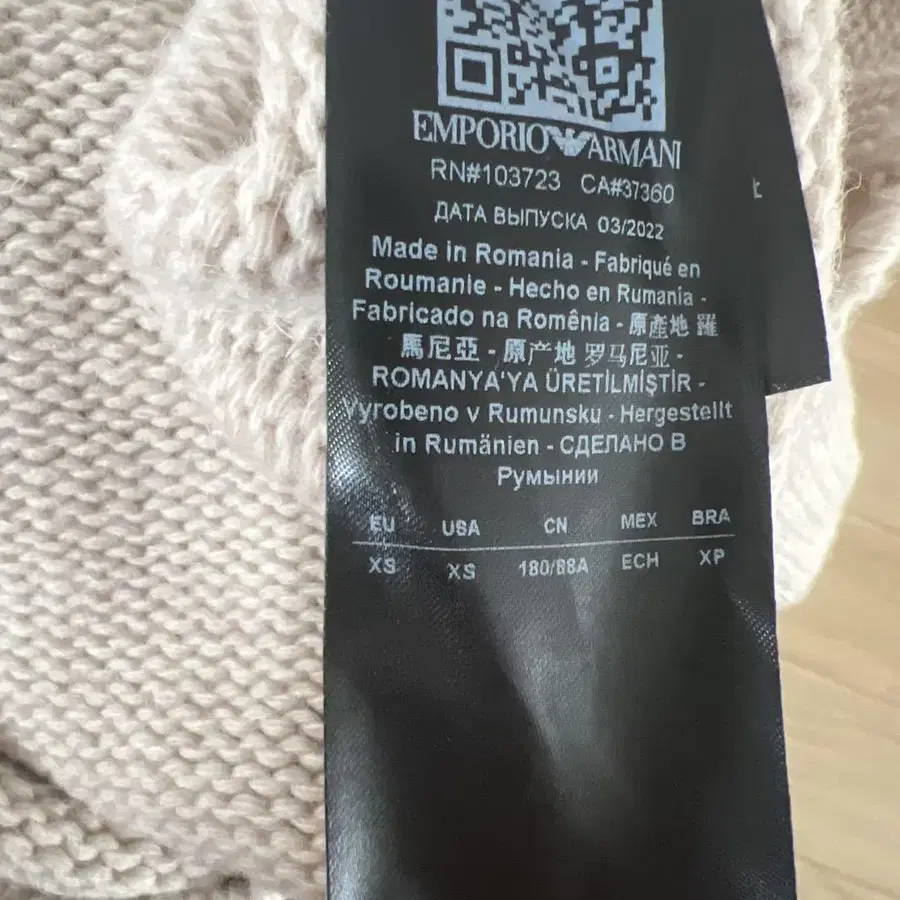 EMPORIO ARMANI
RN#103723 CA#37360
ДАТА ВЫПУСКА 03/2022
Made in Romania - Fabriqué en
Roumanie - Hecho en Rumanía -
Fabricado na Romênia - 原產地 羅
馬尼亞 - 原产地 罗马尼亚 -
ROMANYA'YA ÜRETİLMİŞTİR -
Vyrobeno v Rumunsku - Hergestellt
in Rumänien - СДЕЛАНО В
Румынии
EU USA CN MEX BRA
XS XS 180/88A ECH XP